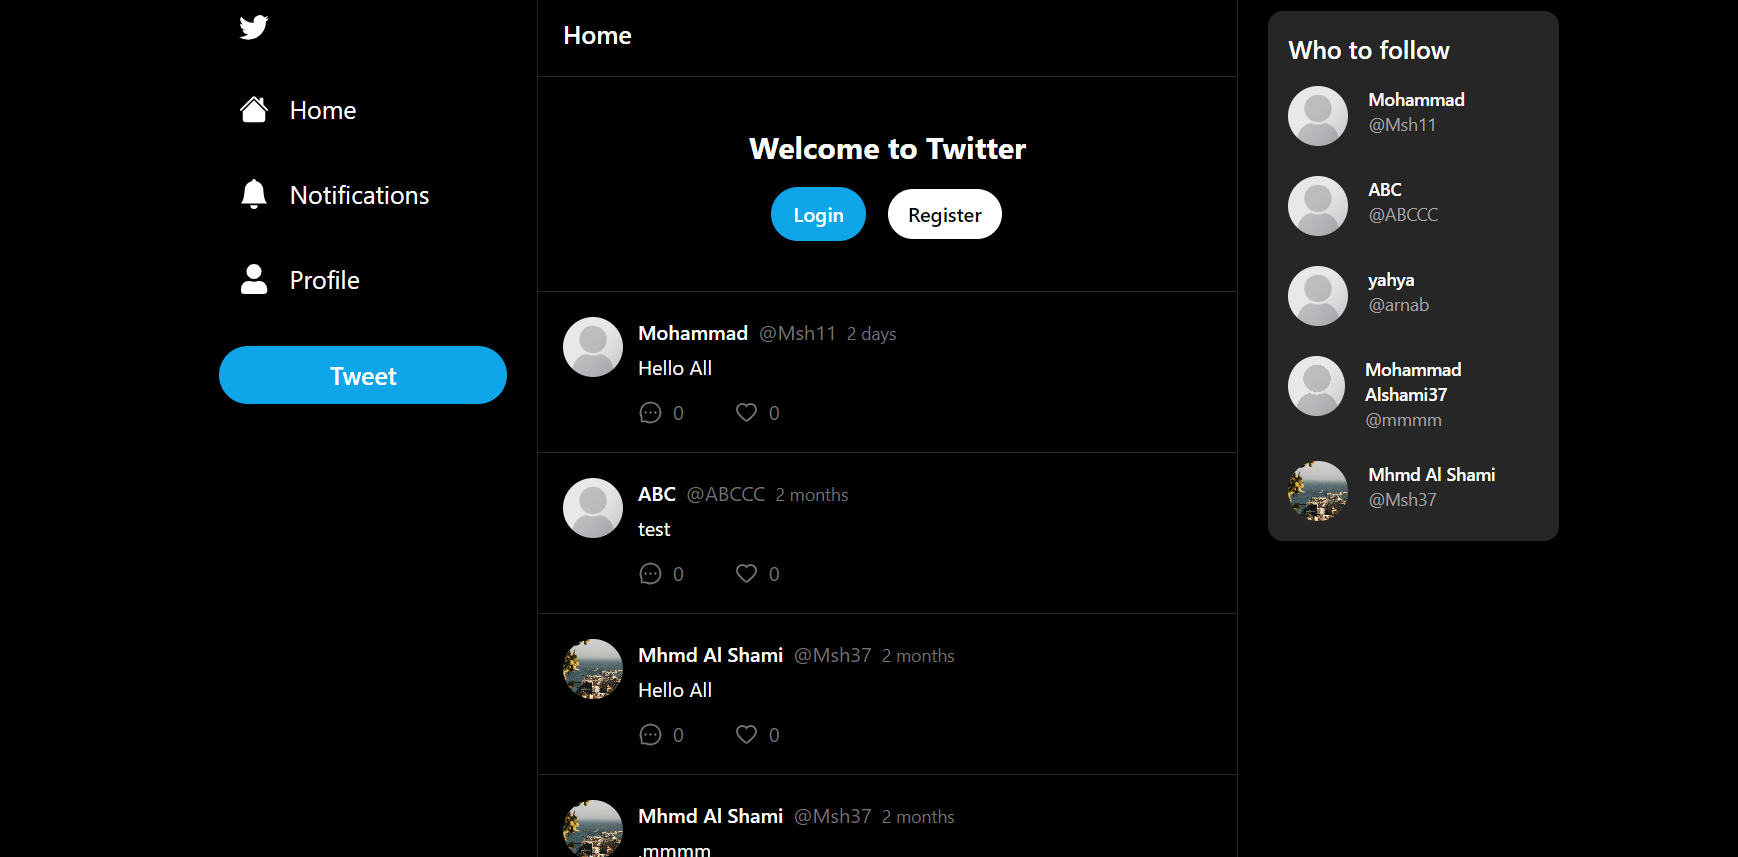 Home
Notifications
Profile
Tweet
Home
Welcome to Twitter
Login
Register
Mohammad @Msh11 2 days
Hello All
0 0
ABC @ABCCC 2 months
test
0 0
Mhmd Al Shami @Msh37 2 months
Hello All
0 0
Mhmd Al Shami @Msh37 2 months
.mmmm
Who to follow
Mohammad
@Msh11
ABC
@ABCCC
yahya
@arnab
Mohammad
Alshami37
@mmmm
Mhmd Al Shami
@Msh37